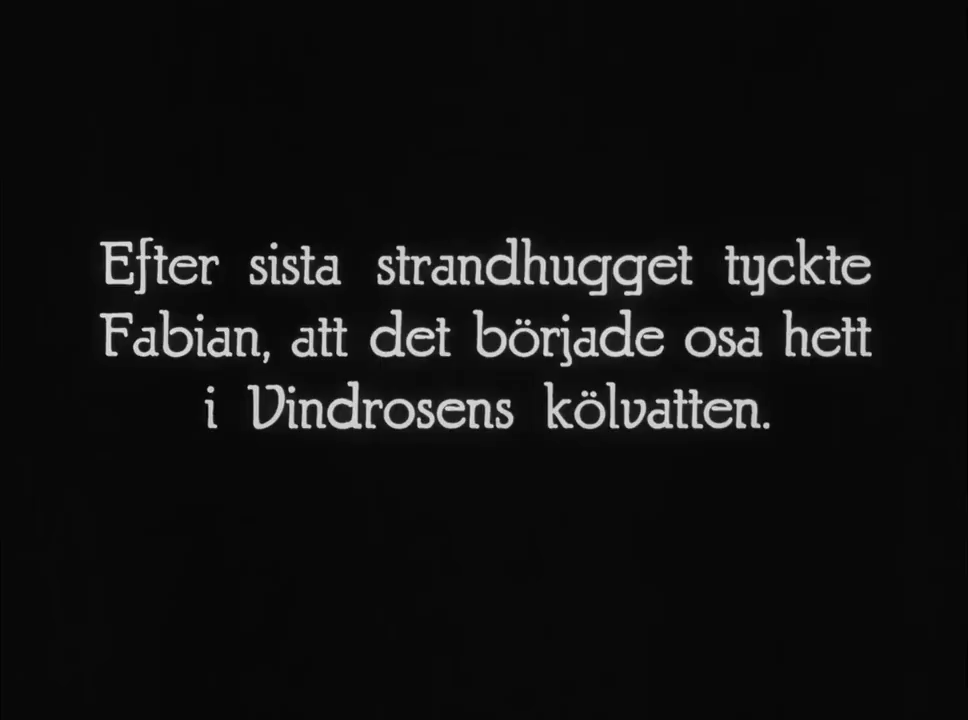 Efter sista strandhugget tyckte
Fabian, att det började osa hett
i Vindrosens kölvatten.